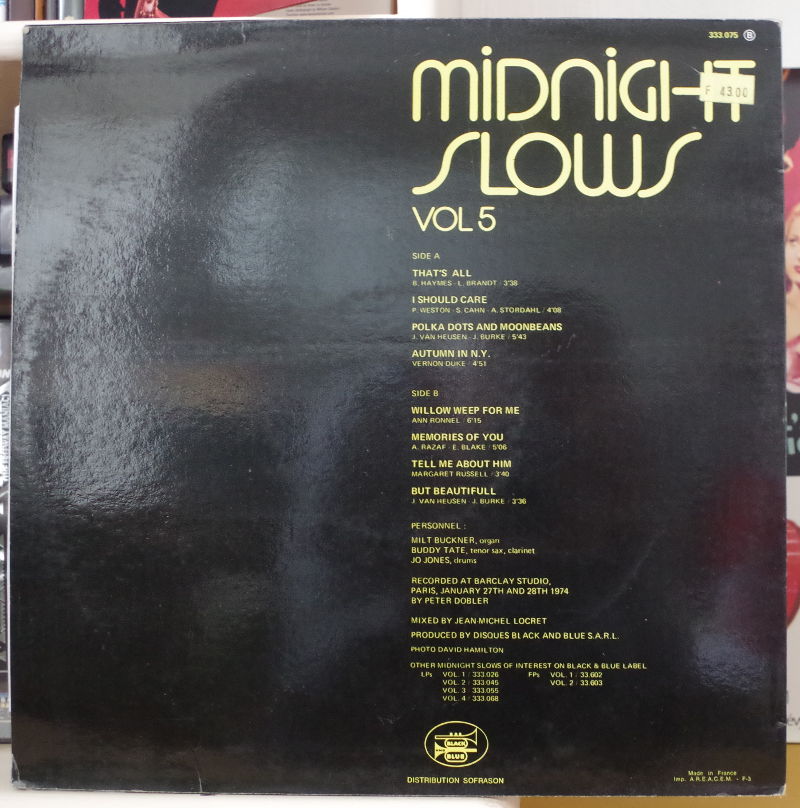 333.075 B
MIDNIGHT
F 43.00
SLOWS
VOL 5
SIDE A
THAT'S ALL
B. HAYMES - L. BRANDT / 3'38
I SHOULD CARE
P. WESTON - S. CAHN - A. STORDAHL / 4'08
POLKA DOTS AND MOONBEANS
J. VAN HEUSEN - J. BURKE / 5'43
AUTUMN IN N.Y.
VERNON DUKE / 4'51
SIDE B
WILLOW WEEP FOR ME
ANN RONNEL / 6'15
MEMORIES OF YOU
A. RAZAF - E. BLAKE / 5'06
TELL ME ABOUT HIM
MARGARET RUSSELL / 3'40
BUT BEAUTIFULL
J. VAN HEUSEN - J. BURKE / 3'36
PERSONNEL :
MILT BUCKNER, organ
BUDDY TATE, tenor sax, clarinet
JO JONES, drums
RECORDED AT BARCLAY STUDIO,
PARIS, JANUARY 27TH AND 28TH 1974
BY PETER DOBLER
MIXED BY JEAN-MICHEL LOCRET
PRODUCED BY DISQUES BLACK AND BLUE S.A.R.L.
PHOTO DAVID HAMILTON
OTHER MIDNIGHT SLOWS OF INTEREST ON BLACK & BLUE LABEL
LPs VOL. 1 / 333.026 FPs VOL. 1 / 33.602
VOL. 2 / 333.045 VOL. 2 / 33.603
VOL. 3 / 333.055
VOL. 4 / 333.068
BLACK
BLUE
DISTRIBUTION SOFRASON
Made in France
Imp. A.R.E.A.C.E.M. - F-3